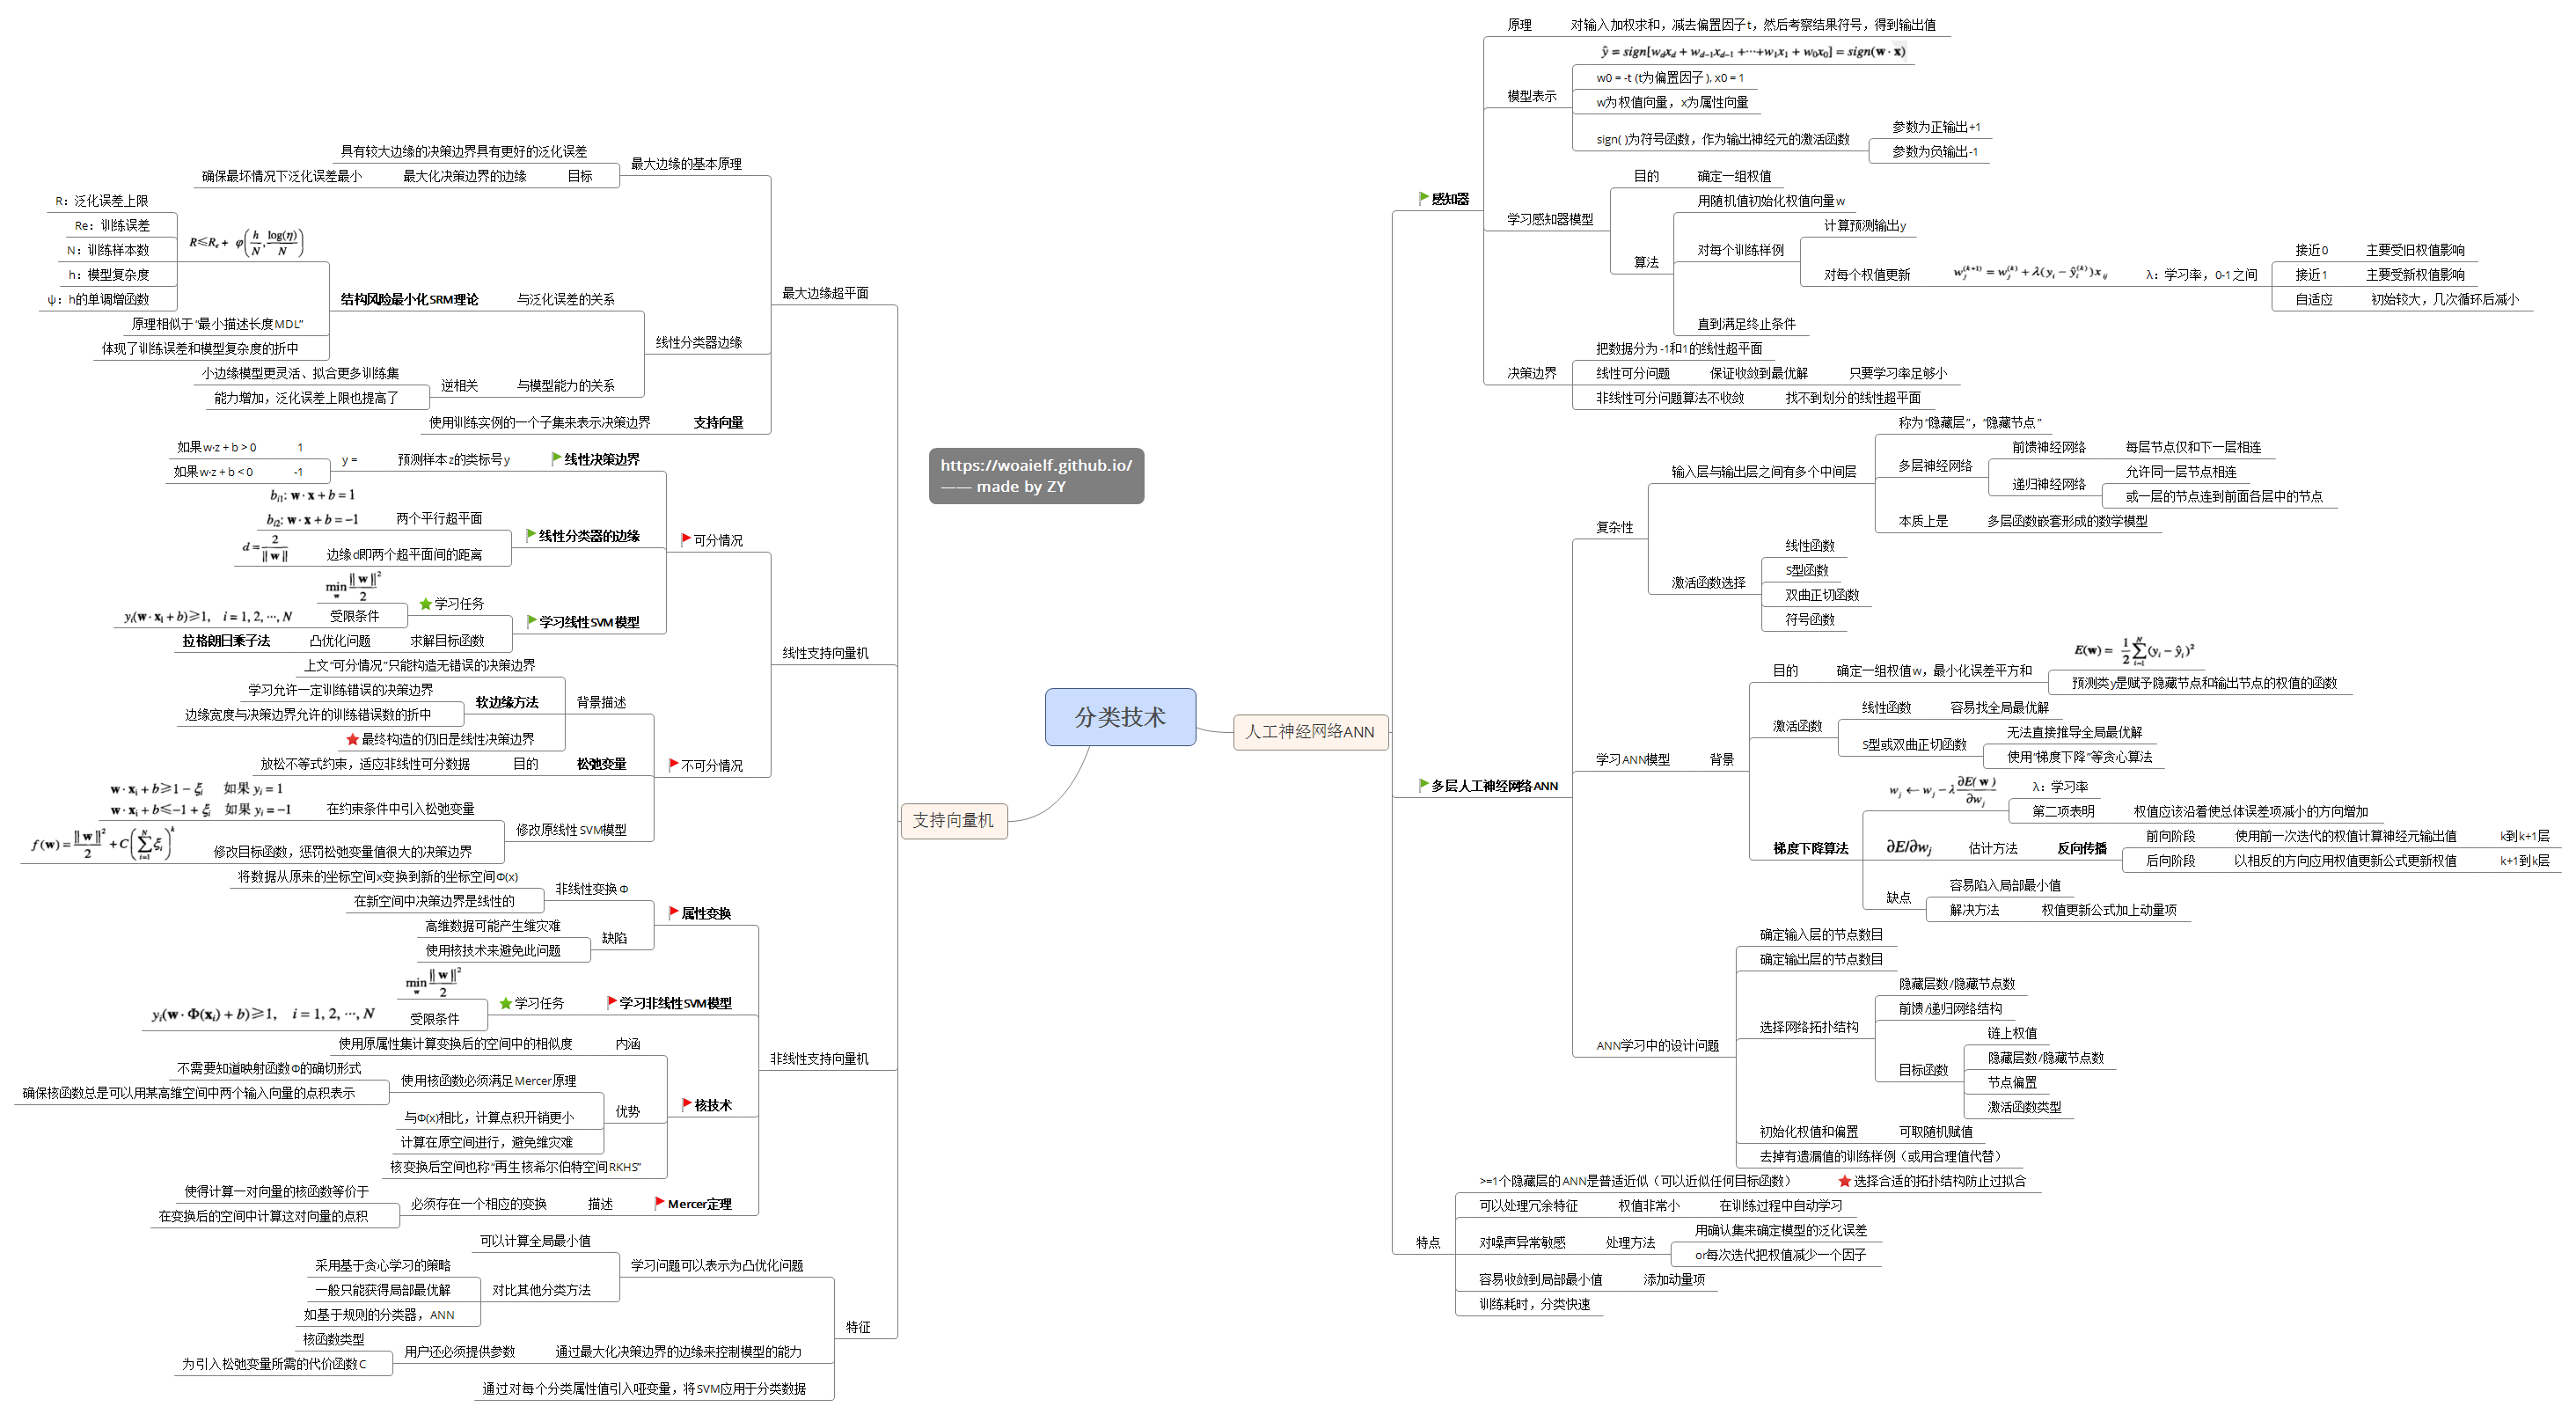 分类技术
https://woaielf.github.io/
—— made by ZY
人工神经网络ANN
感知器
原理
对输入加权求和，减去偏置因子t，然后考察结果符号，得到输出值
模型表示
ŷ = sign[w_d x_d + w_{d-1} x_{d-1} + ··· + w_1 x_1 + w_0 x_0] = sign(w · x)
w0 = -t (t为偏置因子), x0 = 1
w为权值向量，x为属性向量
sign( )为符号函数，作为输出神经元的激活函数
参数为正输出+1
参数为负输出-1
学习感知器模型
目的
确定一组权值
算法
用随机值初始化权值向量w
对每个训练样例
计算预测输出y
对每个权值更新
w_j^{(k+1)} = w_j^{(k)} + λ(y_i − ŷ_i^{(k)}) x_{ij}
λ：学习率，0-1之间
接近0
主要受旧权值影响
接近1
主要受新权值影响
自适应
初始较大，几次循环后减小
直到满足终止条件
决策边界
把数据分为 -1和1的线性超平面
线性可分问题
保证收敛到最优解
只要学习率足够小
非线性可分问题算法不收敛
找不到划分的线性超平面
多层人工神经网络ANN
复杂性
输入层与输出层之间有多个中间层
称为“隐藏层”，“隐藏节点”
多层神经网络
前馈神经网络
每层节点仅和下一层相连
递归神经网络
允许同一层节点相连
或一层的节点连到前面各层中的节点
本质上是
多层函数嵌套形成的数学模型
激活函数选择
线性函数
S型函数
双曲正切函数
符号函数
学习ANN模型
背景
目的
确定一组权值w，最小化误差平方和
E(w) = 1/2 ∑_{i=1}^{N} (y_i − ŷ_i)²
预测类y是赋予隐藏节点和输出节点的权值的函数
激活函数
线性函数
容易找全局最优解
S型或双曲正切函数
无法直接推导全局最优解
使用“梯度下降”等贪心算法
梯度下降算法
w_j ← w_j − λ ∂E(w)/∂w_j
λ：学习率
第二项表明
权值应该沿着使总体误差项减小的方向增加
∂E/∂w_j
估计方法
反向传播
前向阶段
使用前一次迭代的权值计算神经元输出值
k到k+1层
后向阶段
以相反的方向应用权值更新公式更新权值
k+1到k层
缺点
容易陷入局部最小值
解决方法
权值更新公式加上动量项
ANN学习中的设计问题
确定输入层的节点数目
确定输出层的节点数目
选择网络拓扑结构
隐藏层数/隐藏节点数
前馈/递归网络结构
目标函数
链上权值
隐藏层数/隐藏节点数
节点偏置
激活函数类型
初始化权值和偏置
可取随机赋值
去掉有遗漏值的训练样例（或用合理值代替）
特点
>=1个隐藏层的ANN是普适近似（可以近似任何目标函数）
选择合适的拓扑结构防止过拟合
可以处理冗余特征
权值非常小
在训练过程中自动学习
对噪声异常敏感
处理方法
用确认集来确定模型的泛化误差
or每次迭代把权值减少一个因子
容易收敛到局部最小值
添加动量项
训练耗时，分类快速
支持向量机
最大边缘超平面
最大边缘的基本原理
具有较大边缘的决策边界具有更好的泛化误差
目标
最大化决策边界的边缘
确保最坏情况下泛化误差最小
线性分类器边缘
与泛化误差的关系
结构风险最小化SRM理论
R ≤ R_e + φ(h/N, log(η)/N)
R：泛化误差上限
Re：训练误差
N：训练样本数
h：模型复杂度
ψ：h的单调增函数
原理相似于“最小描述长度MDL”
体现了训练误差和模型复杂度的折中
与模型能力的关系
逆相关
小边缘模型更灵活、拟合更多训练集
能力增加，泛化误差上限也提高了
支持向量
使用训练实例的一个子集来表示决策边界
线性支持向量机
可分情况
线性决策边界
预测样本z的类标号y
y =
1
如果w·z + b > 0
-1
如果w·z + b < 0
线性分类器的边缘
两个平行超平面
b_{i1}: w · x + b = 1
b_{i2}: w · x + b = −1
边缘d即两个超平面间的距离
d = 2/‖w‖
学习线性SVM模型
学习任务
min_w ‖w‖²/2
受限条件
y_i(w · x_i + b) ≥ 1, i = 1, 2, ···, N
求解目标函数
凸优化问题
拉格朗日乘子法
不可分情况
背景描述
上文“可分情况”只能构造无错误的决策边界
软边缘方法
学习允许一定训练错误的决策边界
边缘宽度与决策边界允许的训练错误数的折中
最终构造的仍旧是线性决策边界
松弛变量
目的
放松不等式约束，适应非线性可分数据
修改原线性SVM模型
在约束条件中引入松弛变量
w · x_i + b ≥ 1 − ξ_i 如果 y_i = 1
w · x_i + b ≤ −1 + ξ_i 如果 y_i = −1
修改目标函数，惩罚松弛变量值很大的决策边界
f(w) = ‖w‖²/2 + C(∑_{i=1}^{N} ξ_i)^k
非线性支持向量机
属性变换
非线性变换Φ
将数据从原来的坐标空间x变换到新的坐标空间Φ(x)
在新空间中决策边界是线性的
缺陷
高维数据可能产生维灾难
使用核技术来避免此问题
学习非线性SVM模型
学习任务
min_w ‖w‖²/2
受限条件
y_i(w · Φ(x_i) + b) ≥ 1, i = 1, 2, ···, N
核技术
内涵
使用原属性集计算变换后的空间中的相似度
优势
使用核函数必须满足Mercer原理
不需要知道映射函数Φ的确切形式
确保核函数总是可以用某高维空间中两个输入向量的点积表示
与Φ(x)相比，计算点积开销更小
计算在原空间进行，避免维灾难
核变换后空间也称“再生核希尔伯特空间RKHS”
Mercer定理
描述
必须存在一个相应的变换
使得计算一对向量的核函数等价于
在变换后的空间中计算这对向量的点积
特征
学习问题可以表示为凸优化问题
可以计算全局最小值
对比其他分类方法
采用基于贪心学习的策略
一般只能获得局部最优解
如基于规则的分类器，ANN
通过最大化决策边界的边缘来控制模型的能力
用户还必须提供参数
核函数类型
为引入松弛变量所需的代价函数C
通过对每个分类属性值引入哑变量，将SVM应用于分类数据